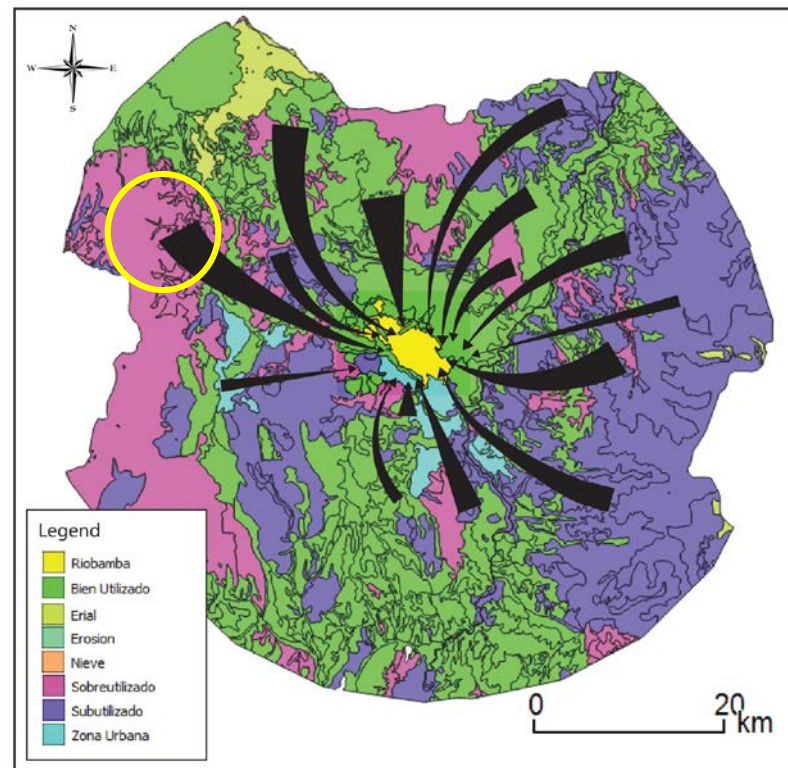 N
W E
S
Legend
Riobamba
Bien Utilizado
Erial
Erosion
Nieve
Sobreutilizado
Subutilizado
Zona Urbana
0 20
km